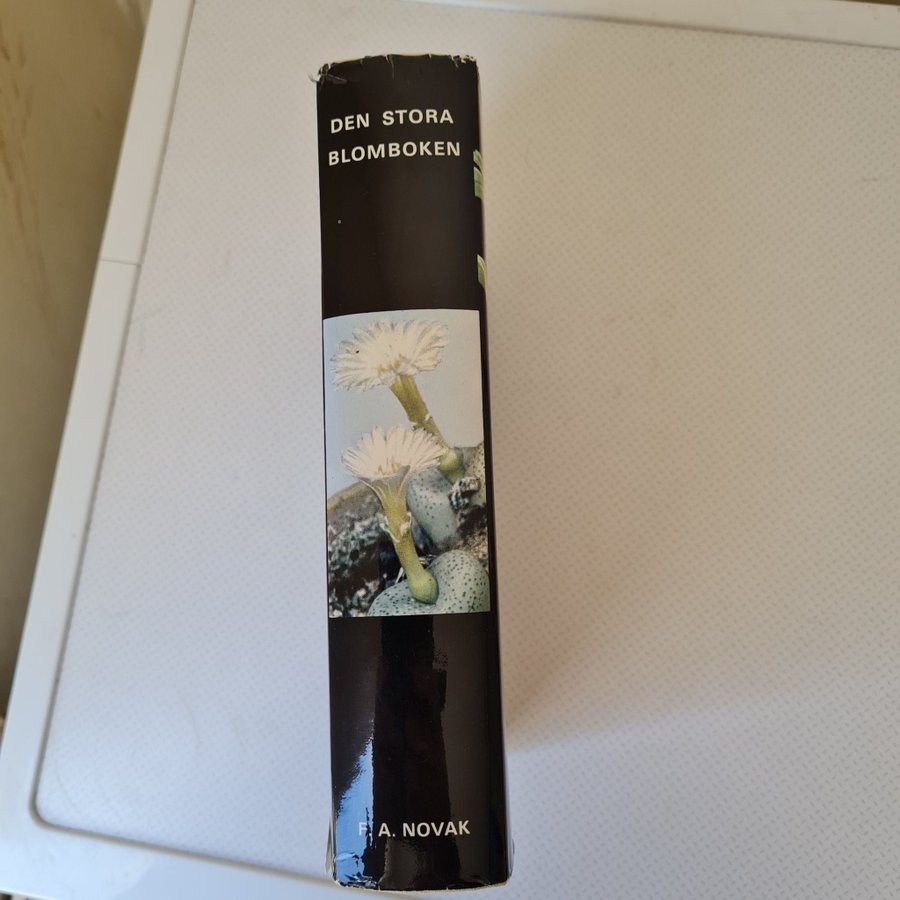 DEN STORA
BLOMBOKEN
F. A. NOVAK